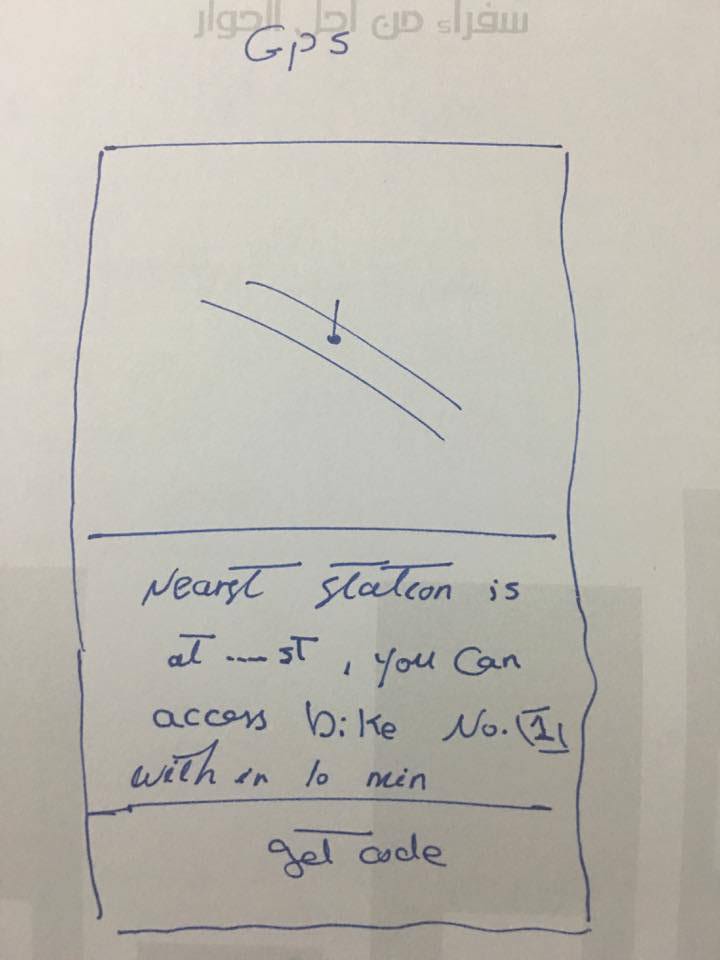 سفراء من أجل الحوار
Gps
Nearst station is
at ---- st , you can
access bike No. (1)
with in 10 min
get code